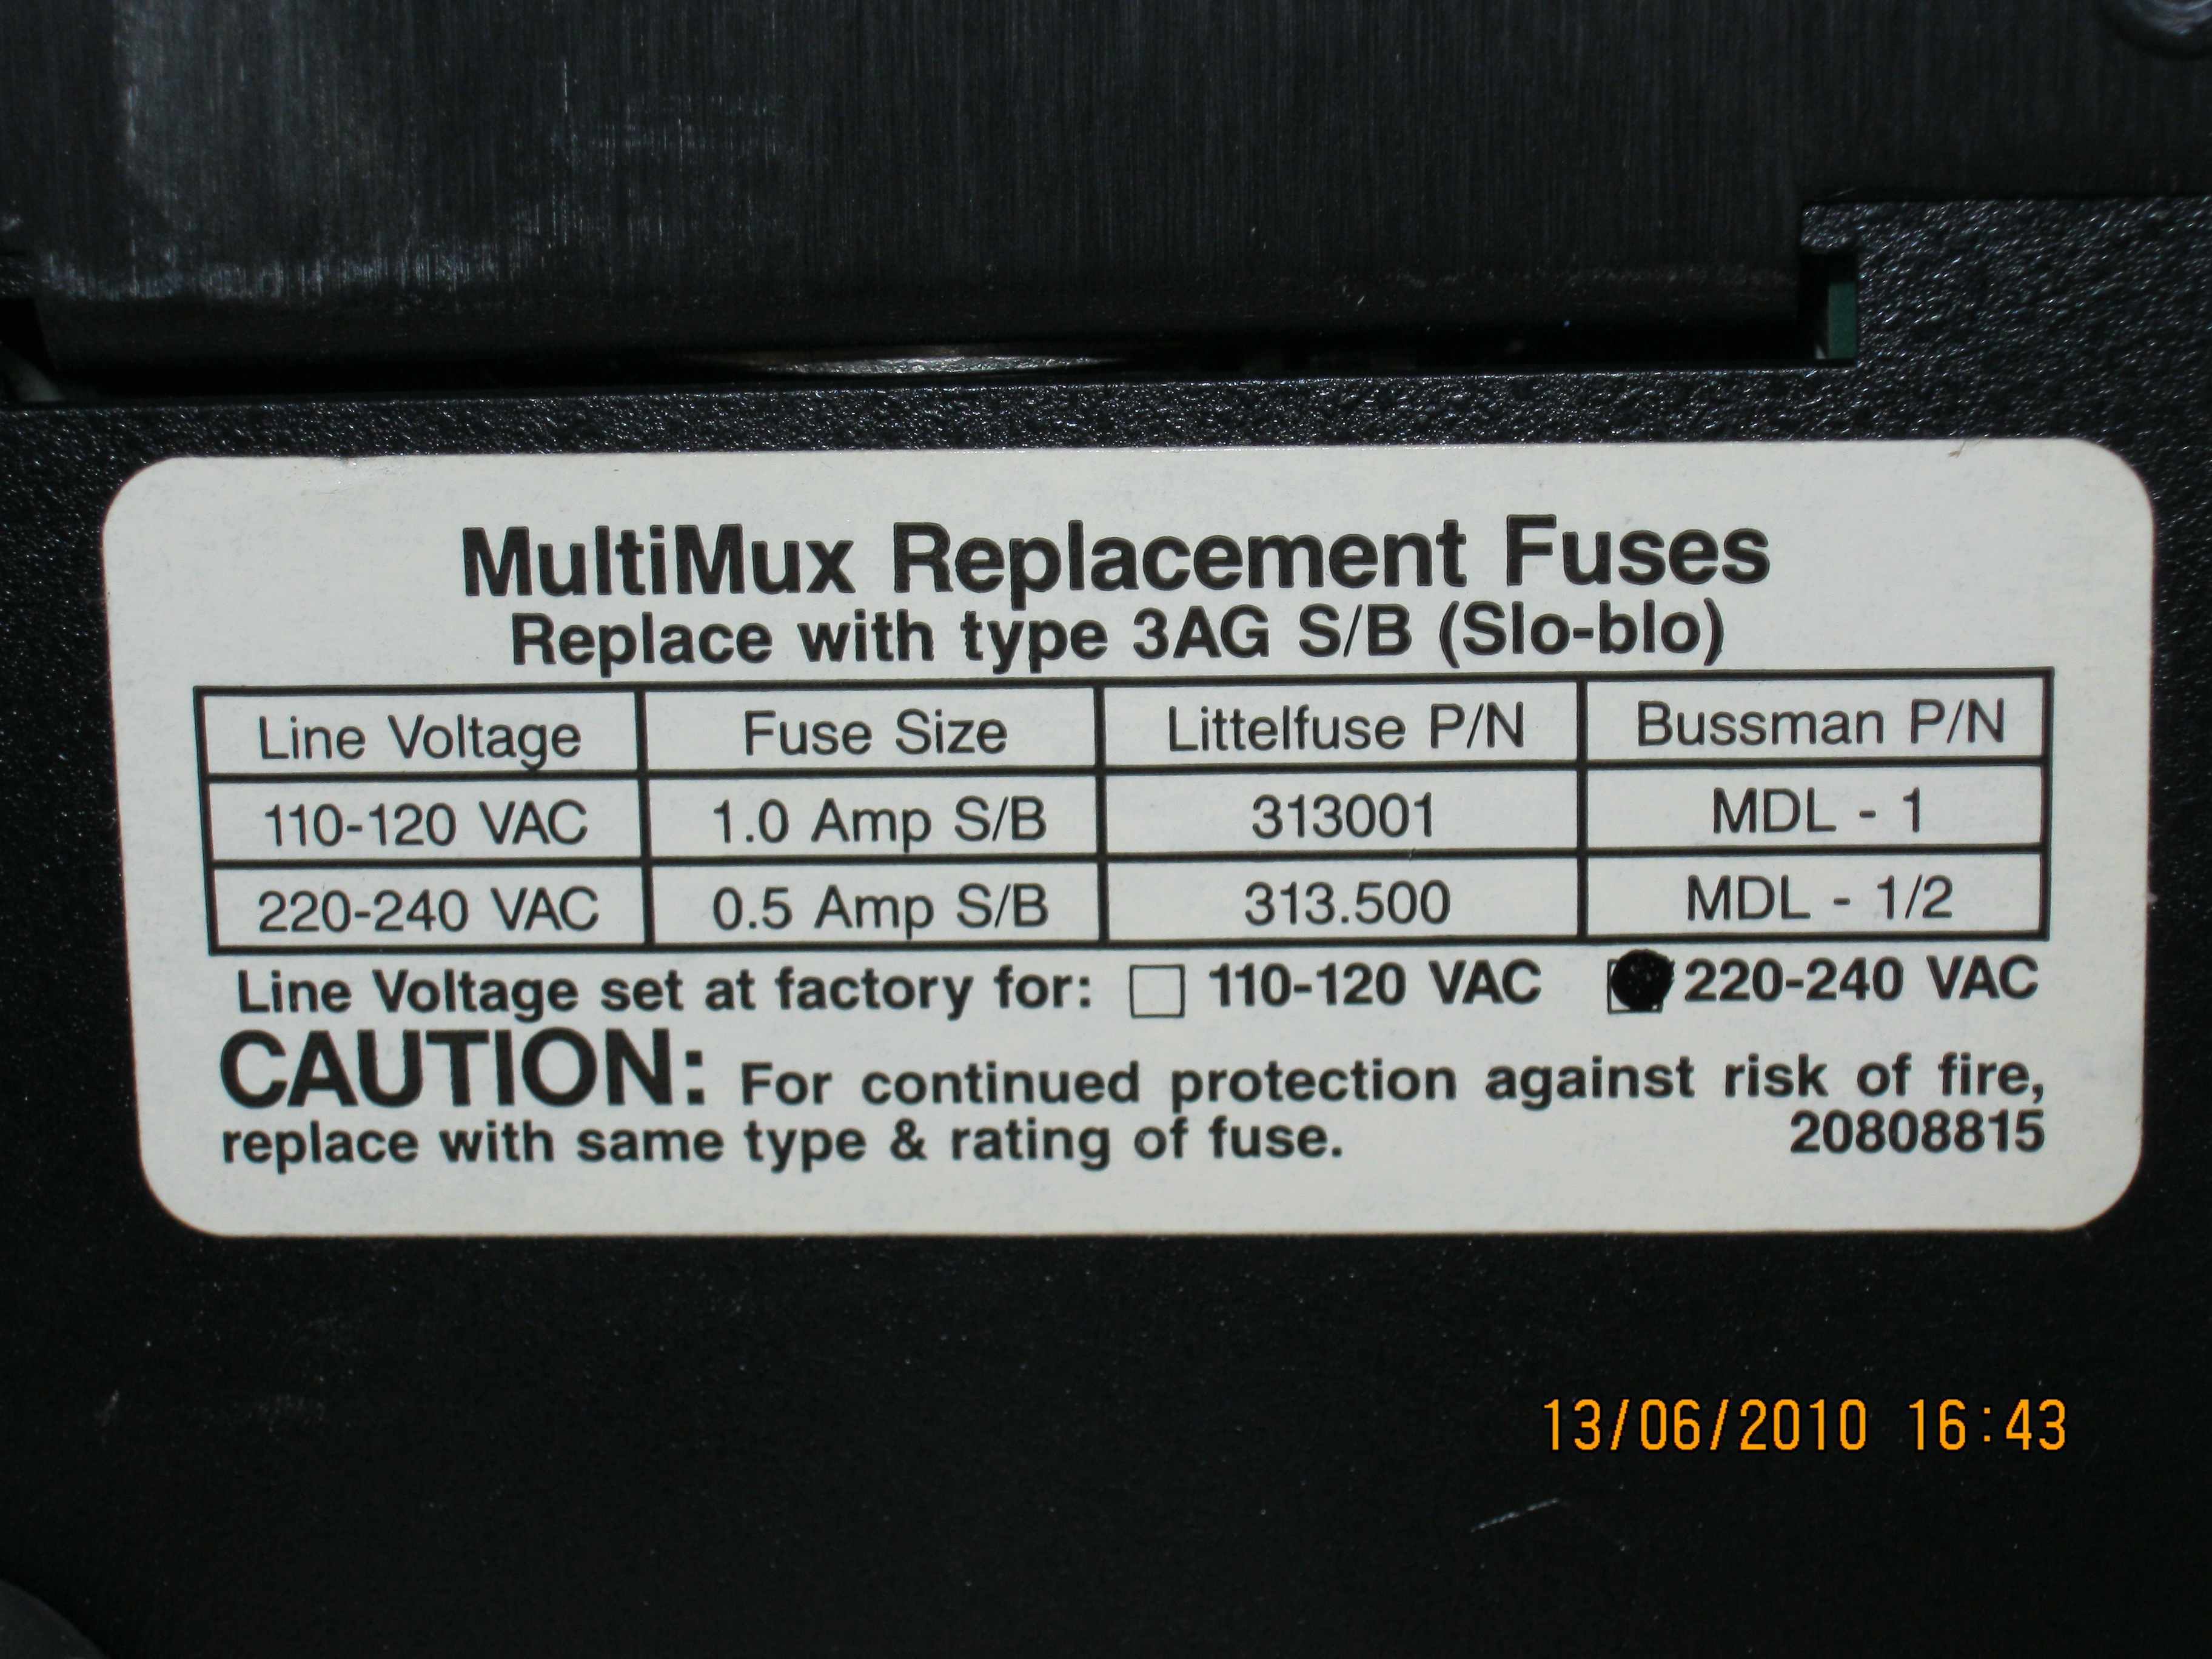 MultiMux Replacement Fuses
Replace with type 3AG S/B (Slo-blo)
Line Voltage Fuse Size Littelfuse P/N Bussman P/N
110-120 VAC 1.0 Amp S/B 313001 MDL - 1
220-240 VAC 0.5 Amp S/B 313.500 MDL - 1/2
Line Voltage set at factory for: 110-120 VAC 220-240 VAC
CAUTION: For continued protection against risk of fire,
replace with same type & rating of fuse. 20808815
13/06/2010 16:43